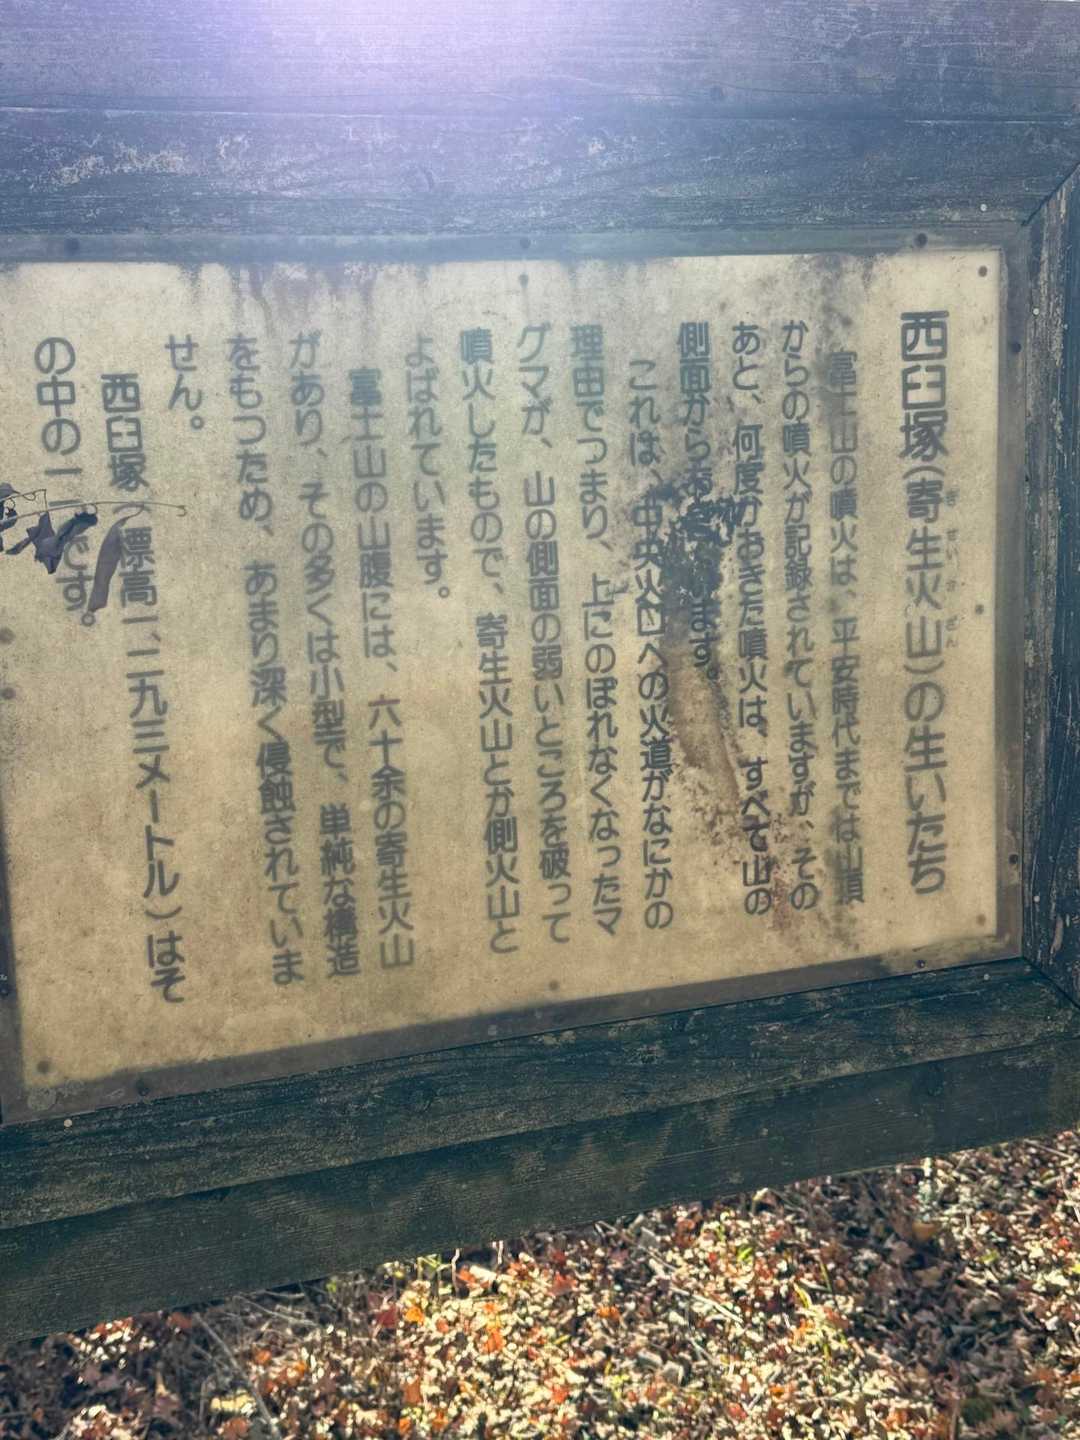 西臼塚(寄生火山)の生いたち
きせいかざん
富士山の噴火は、平安時代までは山頂
からの噴火が記録されていますが、その
あと、何度かおきた噴火は、すべて山の
側面からります。
これは、中央火口への火道がなにかの
理由でつまり、上にのぼれなくなったマ
グマが、山の側面の弱いところを破って
噴火したもので、寄生火山とか側火山と
よばれています。
富士山の山腹には、六十余の寄生火山
があり、その多くは小型で、単純な構造
をもつため、あまり深く侵蝕されていま
せん。
西臼塚(標高一、二九三メートル)はそ
の中の一です。